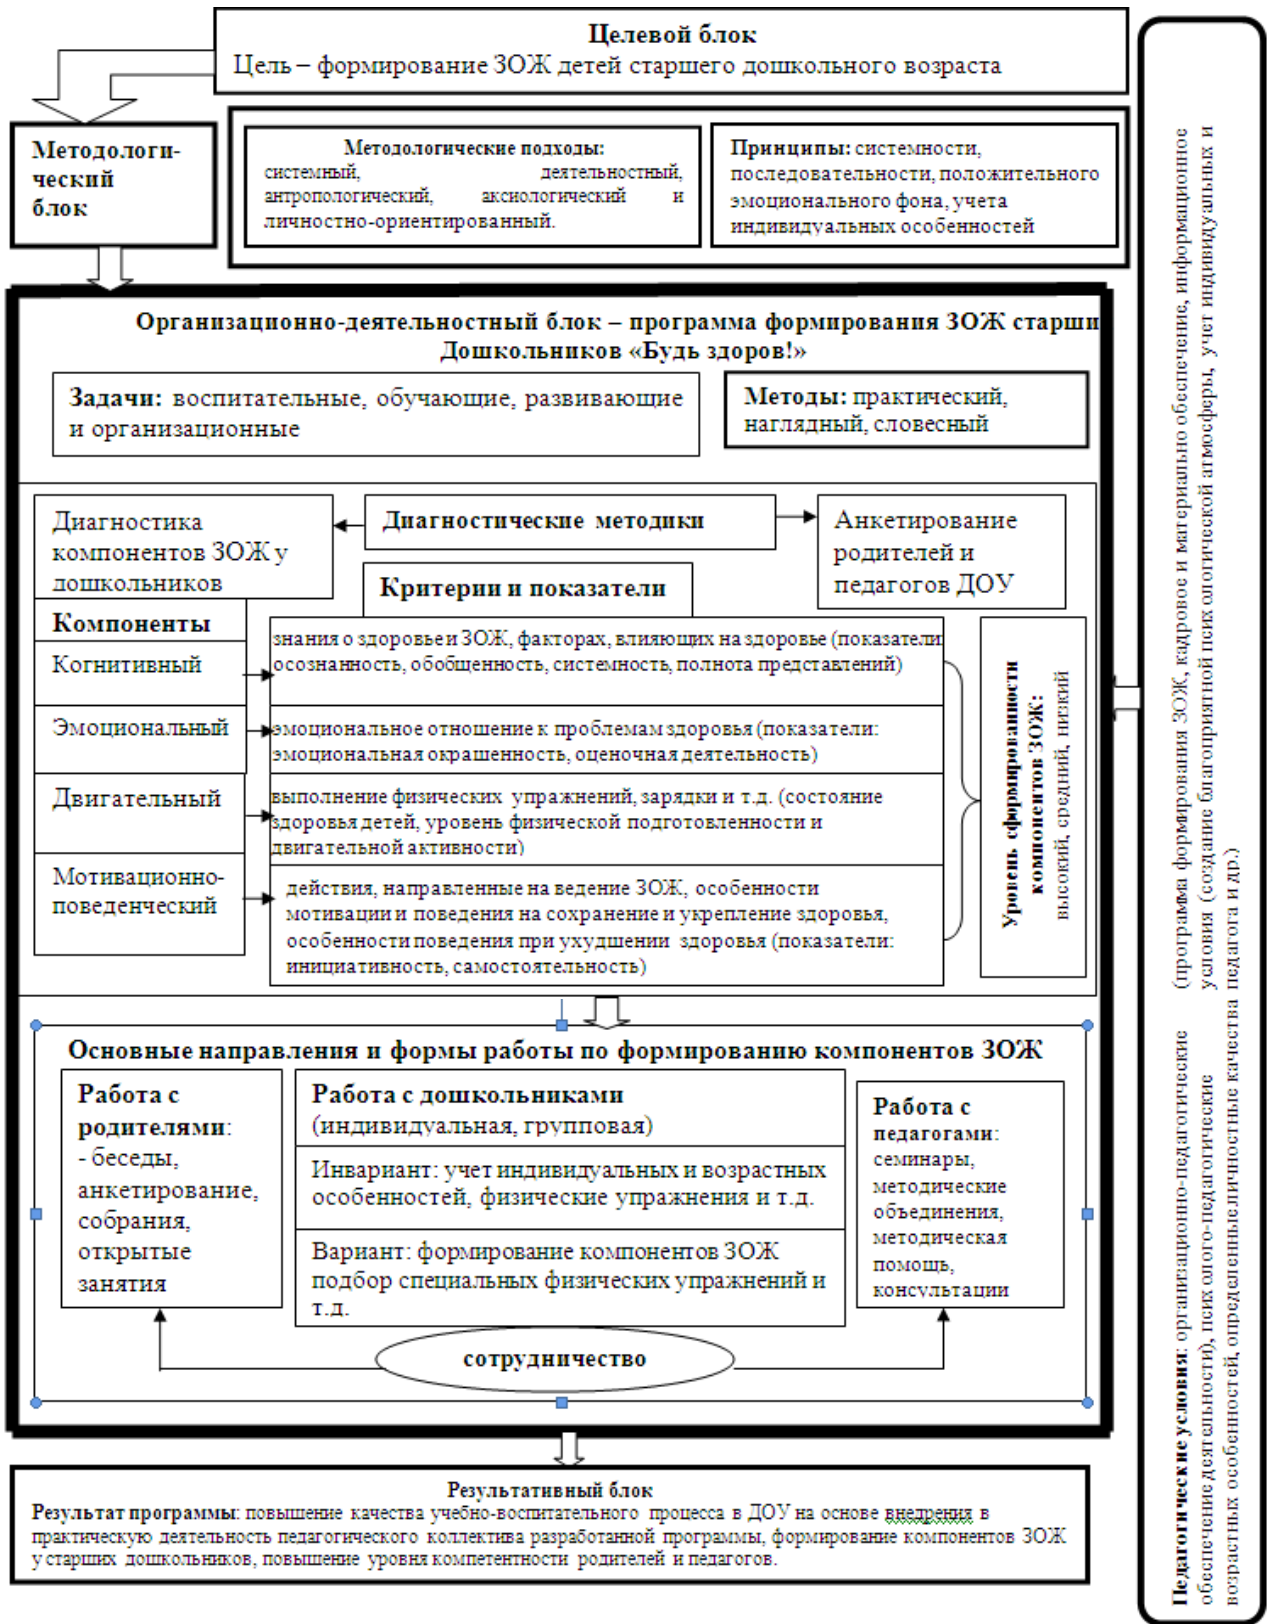 Целевой блок
Цель – формирование ЗОЖ детей старшего дошкольного возраста
Методологи-
ческий
блок
Методологические подходы:
системный, деятельностный,
антропологический, аксиологический и
личностно-ориентированный.
Принципы: системности,
последовательности, положительного
эмоционального фона, учета
индивидуальных особенностей
Организационно-деятельностный блок – программа формирования ЗОЖ старши
Дошкольников «Будь здоров!»
Задачи: воспитательные, обучающие, развивающие
и организационные
Методы: практический,
наглядный, словесный
Диагностика
компонентов ЗОЖ у
дошкольников
Диагностические методики
Анкетирование
родителей и
педагогов ДОУ
Критерии и показатели
Компоненты
Когнитивный
знания о здоровье и ЗОЖ, факторах, влияющих на здоровье (показатели
осознанность, обобщенность, системность, полнота представлений)
Эмоциональный
эмоциональное отношение к проблемам здоровья (показатели:
эмоциональная окрашенность, оценочная деятельность)
Двигательный
выполнение физических упражнений, зарядки и т.д. (состояние
здоровья детей, уровень физической подготовленности и
двигательной активности)
Мотивационно-
поведенческий
действия, направленные на ведение ЗОЖ, особенности
мотивации и поведения на сохранение и укрепление здоровья,
особенности поведения при ухудшении здоровья (показатели:
инициативность, самостоятельность)
Уровень сформированности
компонентов ЗОЖ:
высокий, средний, низкий
Основные направления и формы работы по формированию компонентов ЗОЖ
Работа с
родителями:
- беседы,
анкетирование,
собрания,
открытые
занятия
Работа с дошкольниками
(индивидуальная, групповая)
Инвариант: учет индивидуальных и возрастных
особенностей, физические упражнения и т.д.
Вариант: формирование компонентов ЗОЖ
подбор специальных физических упражнений и
т.д.
Работа с
педагогами:
семинары,
методические
объединения,
методическая
помощь,
консультации
сотрудничество
Результативный блок
Результат программы: повышение качества учебно-воспитательного процесса в ДОУ на основе внедрения в
практическую деятельность педагогического коллектива разработанной программы, формирование компонентов ЗОЖ
у старших дошкольников, повышение уровня компетентности родителей и педагогов.
Педагогические условия: организационно-педагогические (программа формирования ЗОЖ, кадровое и материально обеспечение, информационное
обеспечение деятельности), психолого-педагогические условия (создание благоприятной психологической атмосферы, учет индивидуальных и
возрастных особенностей, определенные личностные качества педагога и др.)